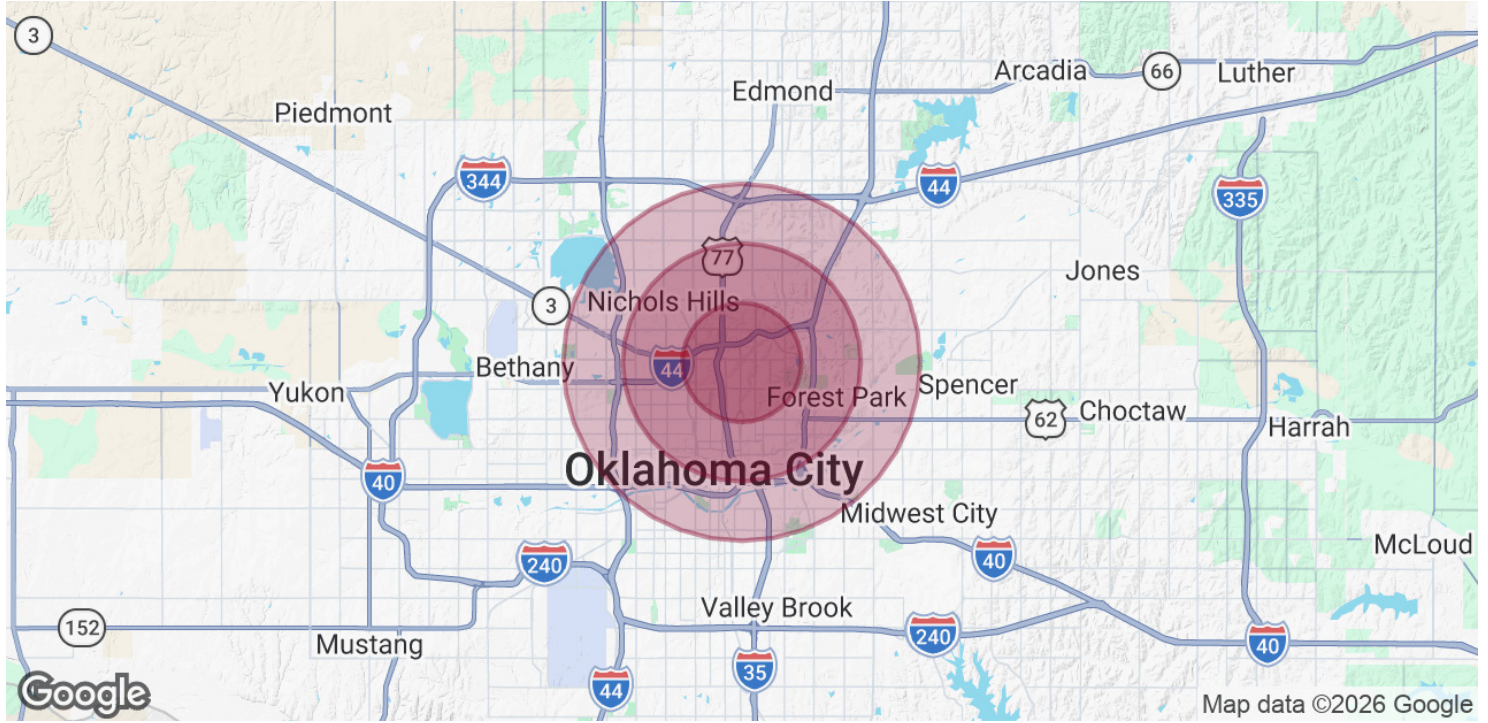 3
Piedmont
Edmond
Arcadia
66
Luther
344
44
335
77
Jones
3
Nichols Hills
44
Bethany
Yukon
Forest Park
Spencer
62
Choctaw
Harrah
40
Oklahoma City
Midwest City
40
McLoud
240
152
Mustang
Valley Brook
240
40
44
35
Google
Map data ©2026 Google